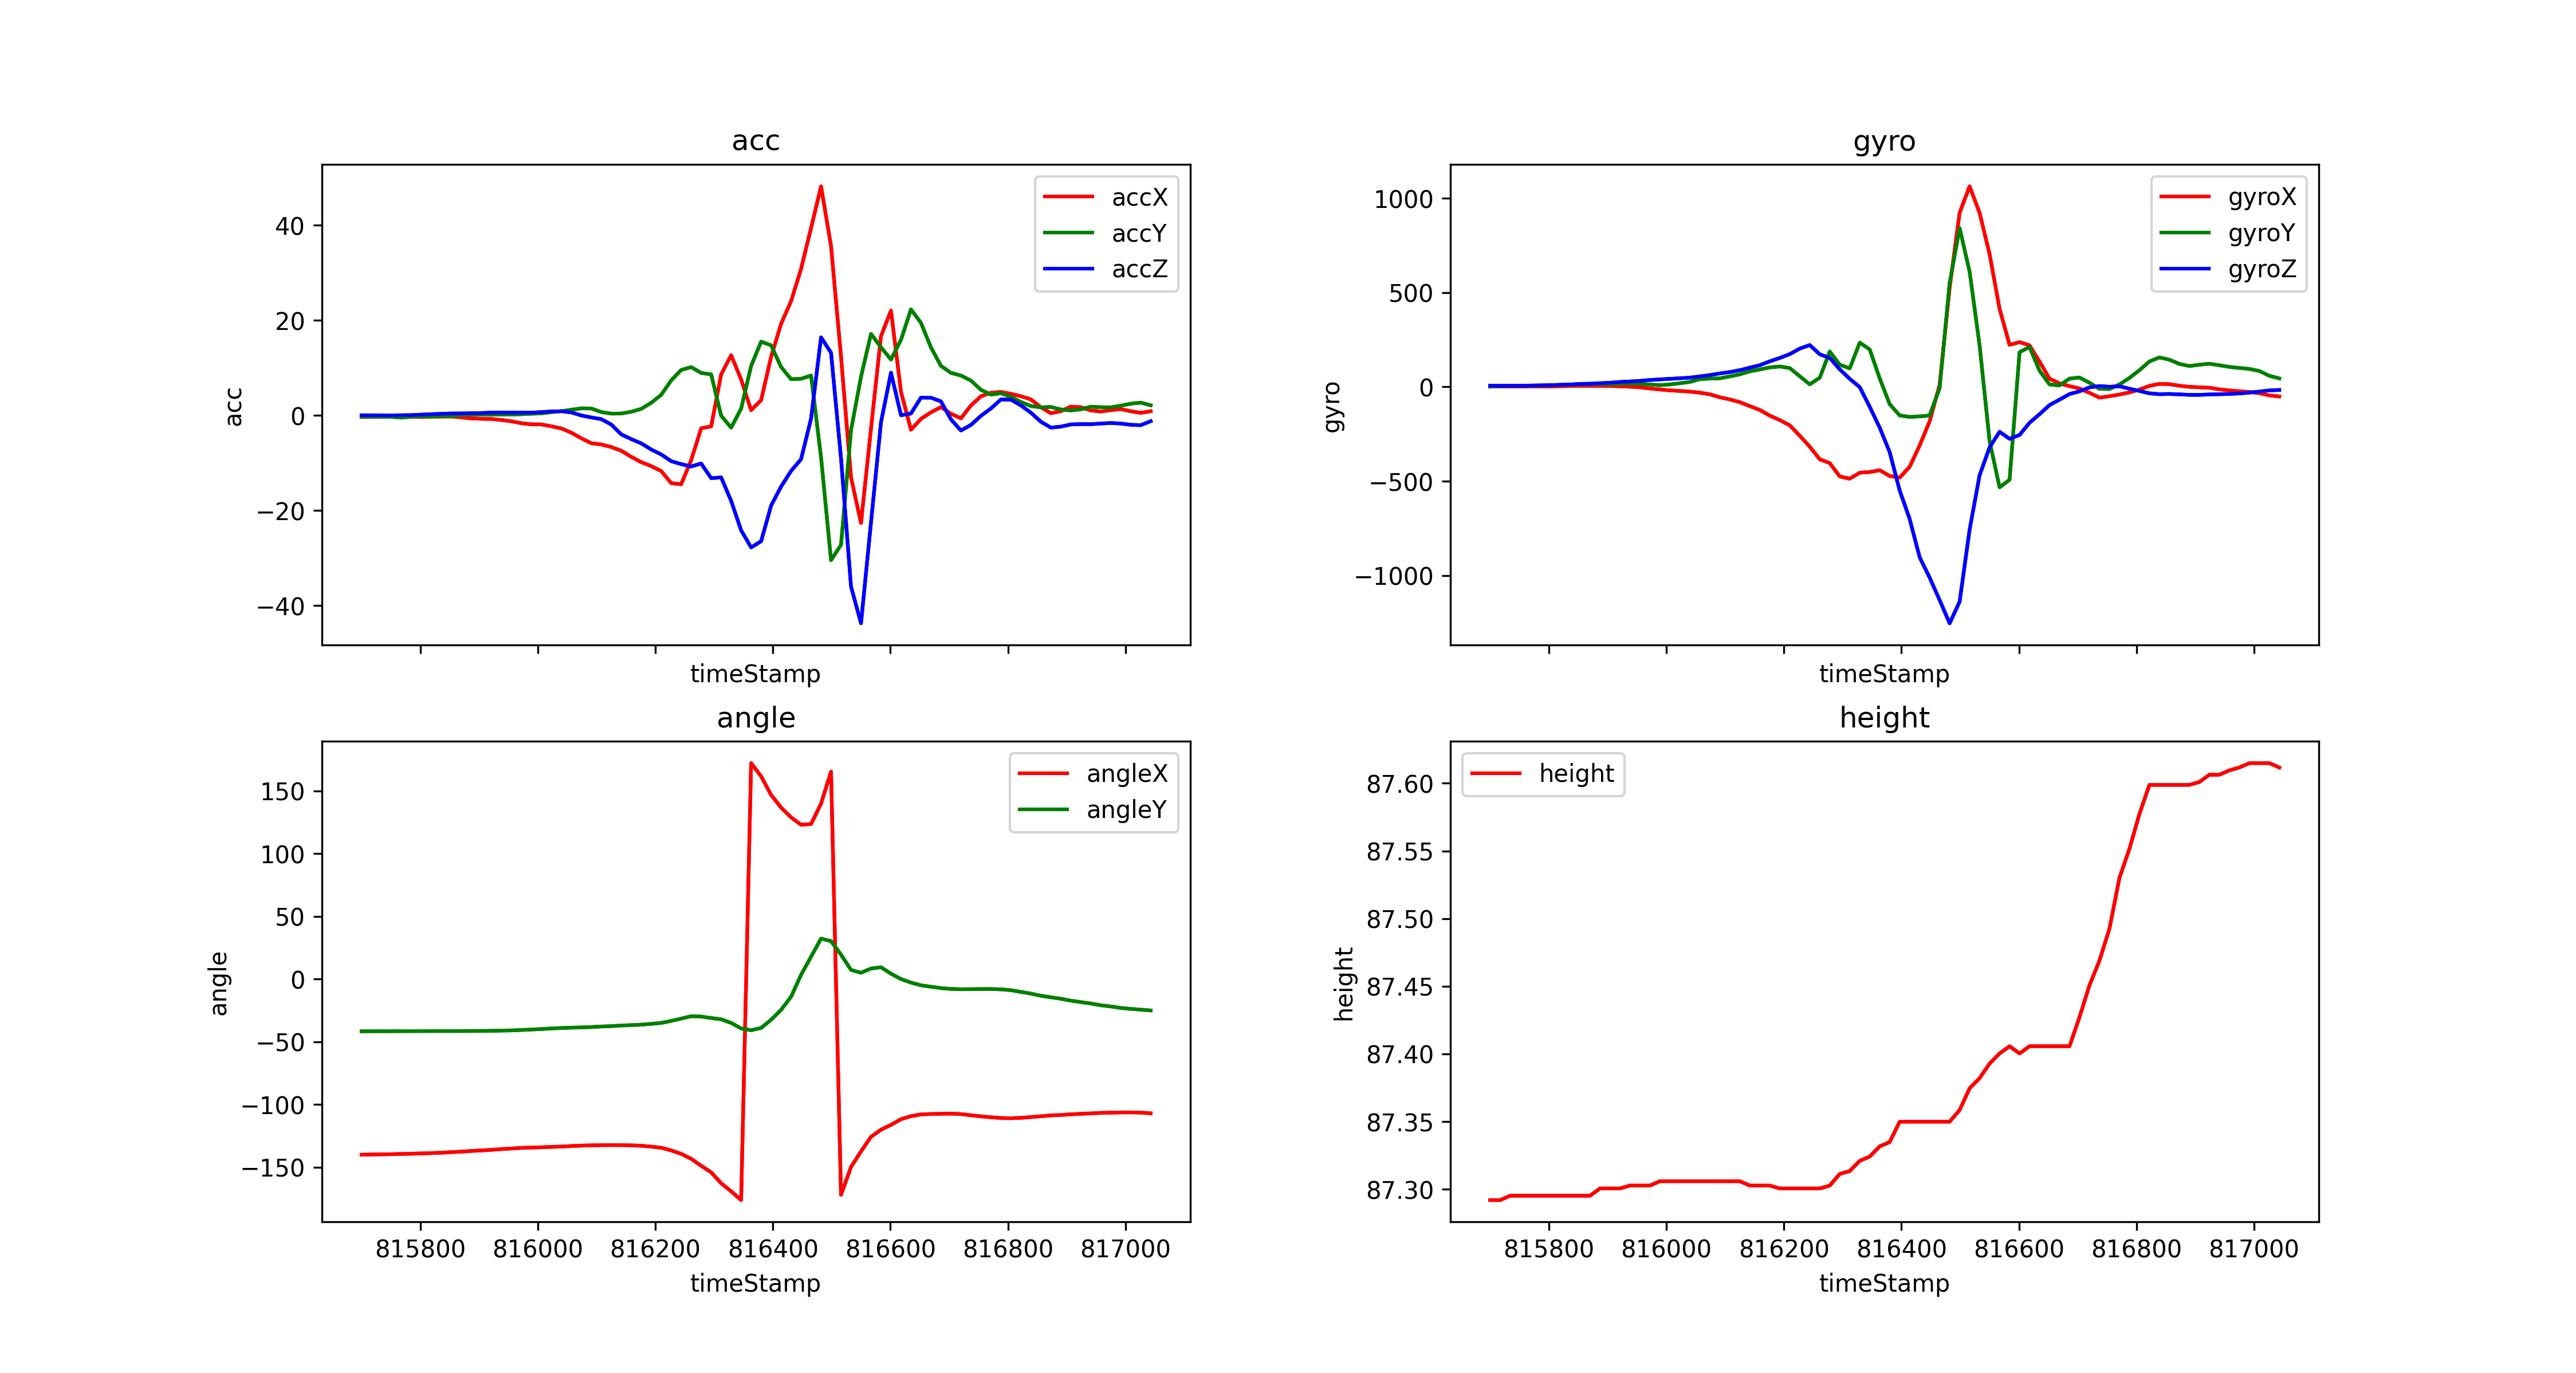 acc
accX
accY
accZ
40
20
0
−20
−40
acc
timeStamp
gyro
gyroX
gyroY
gyroZ
1000
500
0
−500
−1000
gyro
timeStamp
angle
angleX
angleY
150
100
50
0
−50
−100
−150
angle
815800 816000 816200 816400 816600 816800 817000
timeStamp
height
height
87.60
87.55
87.50
87.45
87.40
87.35
87.30
height
815800 816000 816200 816400 816600 816800 817000
timeStamp